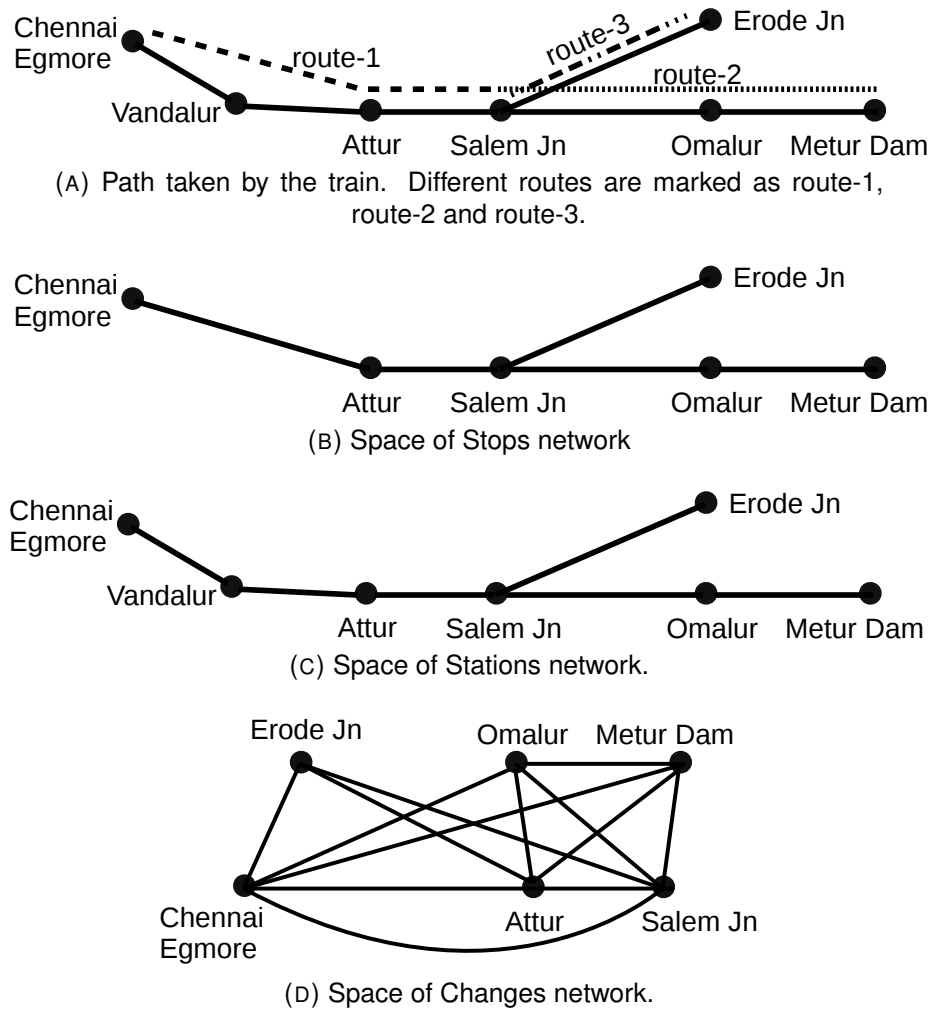 Chennai
Egmore
Erode Jn
route-1
route-3
route-2
Vandalur
Attur
Salem Jn
Omalur
Metur Dam
(A) Path taken by the train. Different routes are marked as route-1,
route-2 and route-3.
Chennai
Egmore
Erode Jn
Attur
Salem Jn
Omalur
Metur Dam
(B) Space of Stops network
Chennai
Egmore
Erode Jn
Vandalur
Attur
Salem Jn
Omalur
Metur Dam
(C) Space of Stations network.
Erode Jn
Omalur
Metur Dam
Chennai
Egmore
Attur
Salem Jn
(D) Space of Changes network.